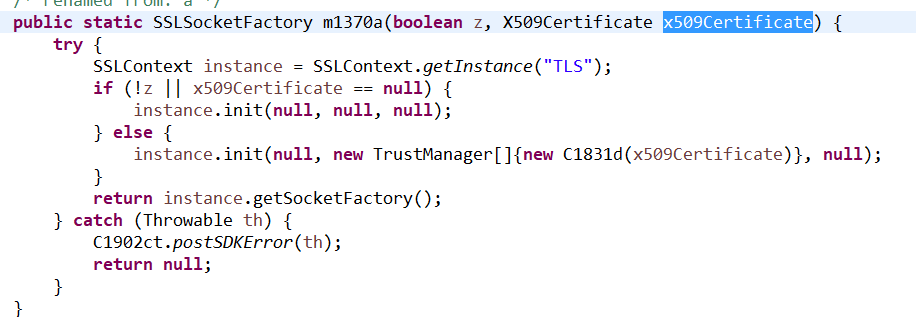 /* renamed from: a */
public static SSLSocketFactory m1370a(boolean z, X509Certificate x509Certificate) {
    try {
        SSLContext instance = SSLContext.getInstance("TLS");
        if (!z || x509Certificate == null) {
            instance.init(null, null, null);
        } else {
            instance.init(null, new TrustManager[]{new C1831d(x509Certificate)}, null);
        }
        return instance.getSocketFactory();
    } catch (Throwable th) {
        C1902ct.postSDKError(th);
        return null;
    }
}